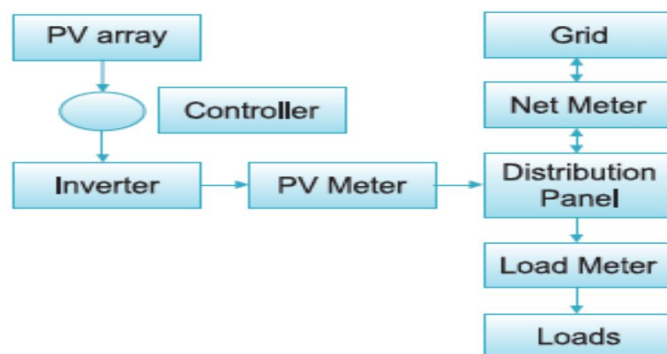 PV array
Controller
Inverter
PV Meter
Grid
Net Meter
Distribution
Panel
Load Meter
Loads